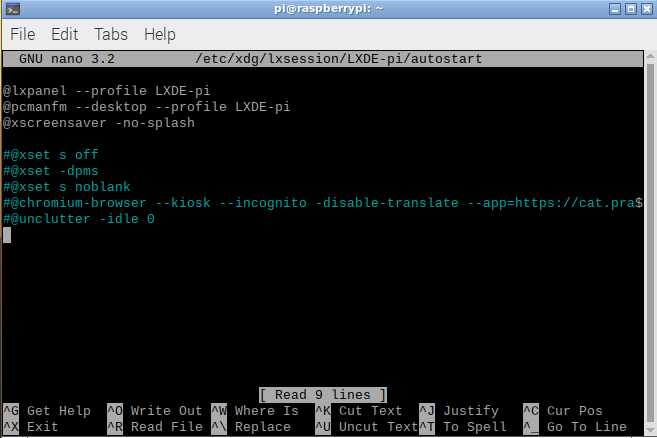 pi@raspberrypi: ~
File Edit Tabs Help
GNU nano 3.2 /etc/xdg/lxsession/LXDE-pi/autostart
@lxpanel --profile LXDE-pi
@pcmanfm --desktop --profile LXDE-pi
@xscreensaver -no-splash
#@xset s off
#@xset -dpms
#@xset s noblank
#@chromium-browser --kiosk --incognito -disable-translate --app=https://cat.pra$
#@unclutter -idle 0
[ Read 9 lines ]
^G Get Help ^O Write Out ^W Where Is ^K Cut Text ^J Justify ^C Cur Pos
^X Exit ^R Read File ^\ Replace ^U Uncut Text ^T To Spell ^_ Go To Line